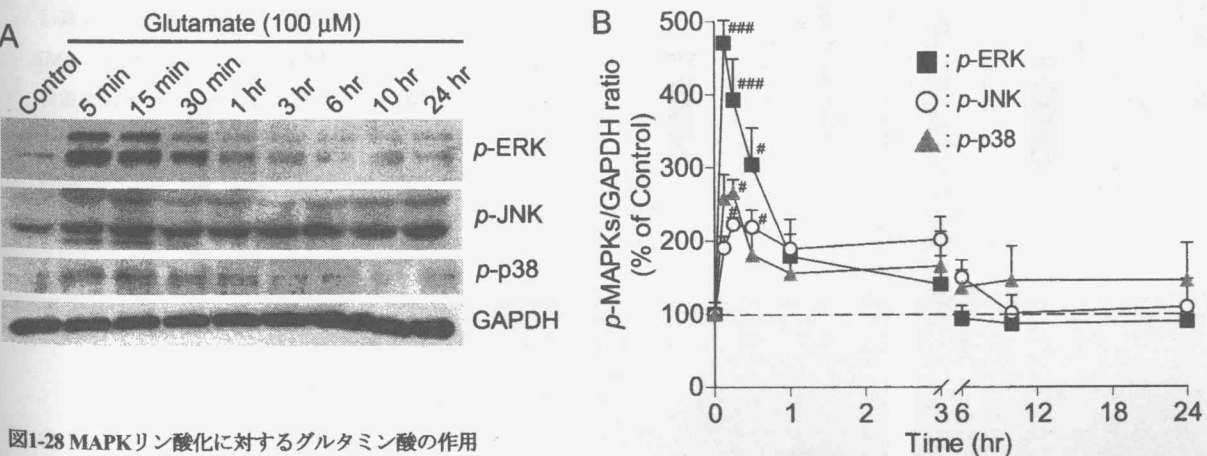 A
Glutamate (100 μM)
Control
5 min
15 min
30 min
1 hr
3 hr
6 hr
10 hr
24 hr
p-ERK
p-JNK
p-p38
GAPDH
図1-28 MAPKリン酸化に対するグルタミン酸の作用
B
p-MAPKs/GAPDH ratio
(% of Control)
500
400
300
200
100
0
###
###
#
#
#
#
: p-ERK
: p-JNK
: p-p38
0 1 2 3 6 12 18 24
Time (hr)